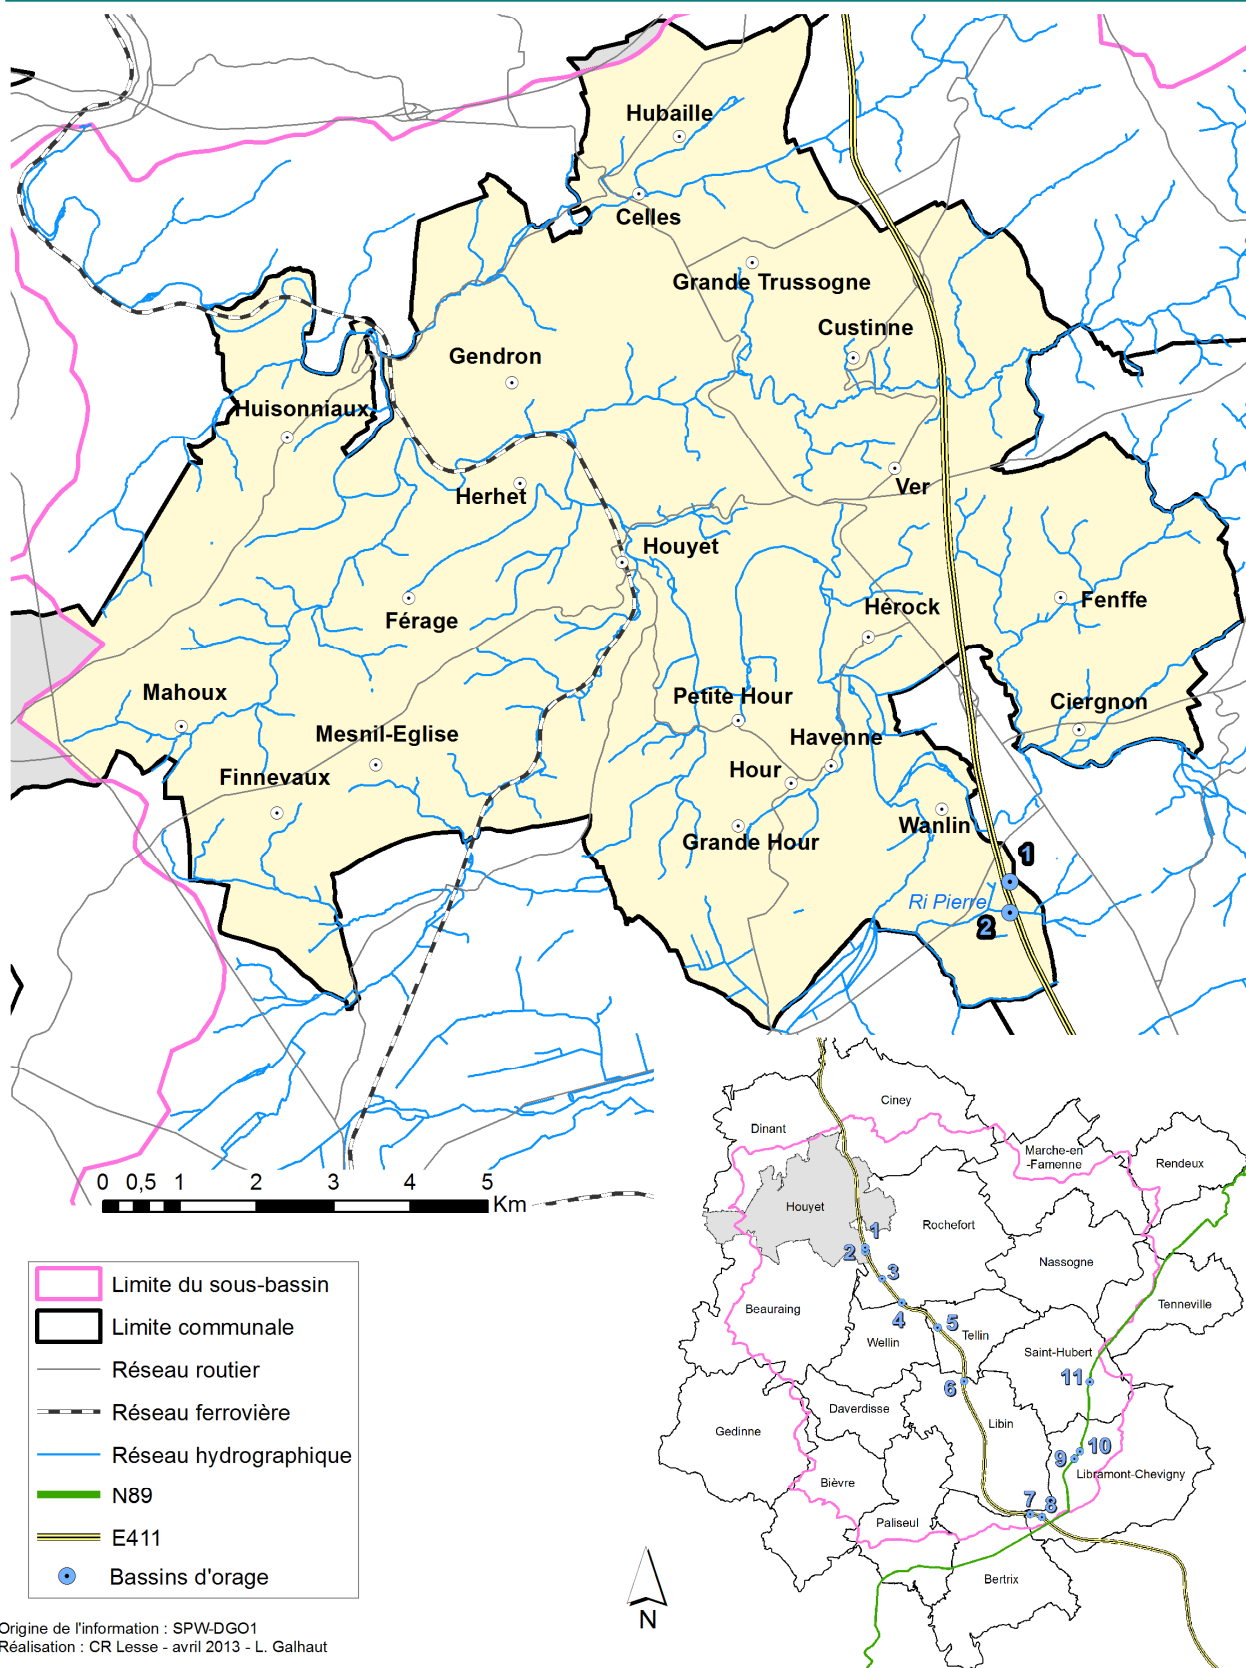 Hubaille
Celles
Grande Trussogne
Custinne
Gendron
Huisonniaux
Herhet
Ver
Houyet
Férage
Hérock
Fenffe
Mahoux
Petite Hour
Ciergnon
Mesnil-Eglise
Havenne
Finnevaux
Hour
Wanlin
Grande Hour
1
Ri Pierre
2
0 0,5 1 2 3 4 5
Km
Limite du sous-bassin
Limite communale
Réseau routier
Réseau ferrovière
Réseau hydrographique
N89
E411
Bassins d'orage
N
Origine de l'information : SPW-DGO1
Réalisation : CR Lesse - avril 2013 - L. Galhaut
Ciney
Dinant
Marche-en
-Famenne
Rendeux
Houyet
Rochefort
1
2
Nassogne
3
Beauraing
4
5
Tenneville
Wellin
Tellin
Saint-Hubert
6
11
Daverdisse
Libin
Gedinne
10
9
Bièvre
Libramont-Chevigny
7
8
Paliseul
Bertrix